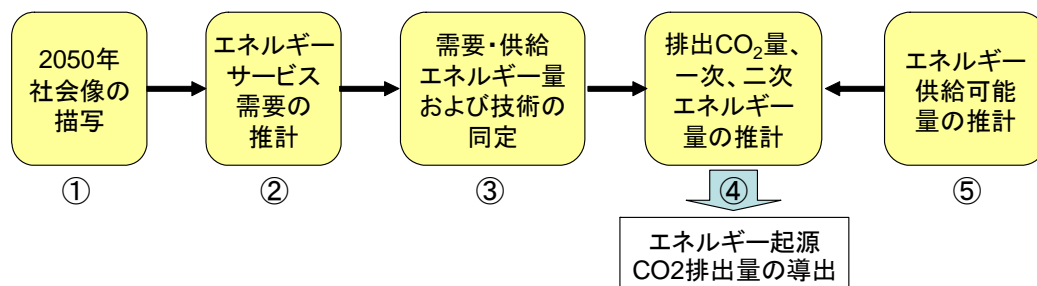 2050年
社会像の
描写
①
エネルギー
サービス
需要の
推計
②
需要・供給
エネルギー量
および技術の
同定
③
排出CO₂量、
一次、二次
エネルギー
量の推計
④
エネルギー
供給可能
量の推計
⑤
エネルギー起源
CO2排出量の導出